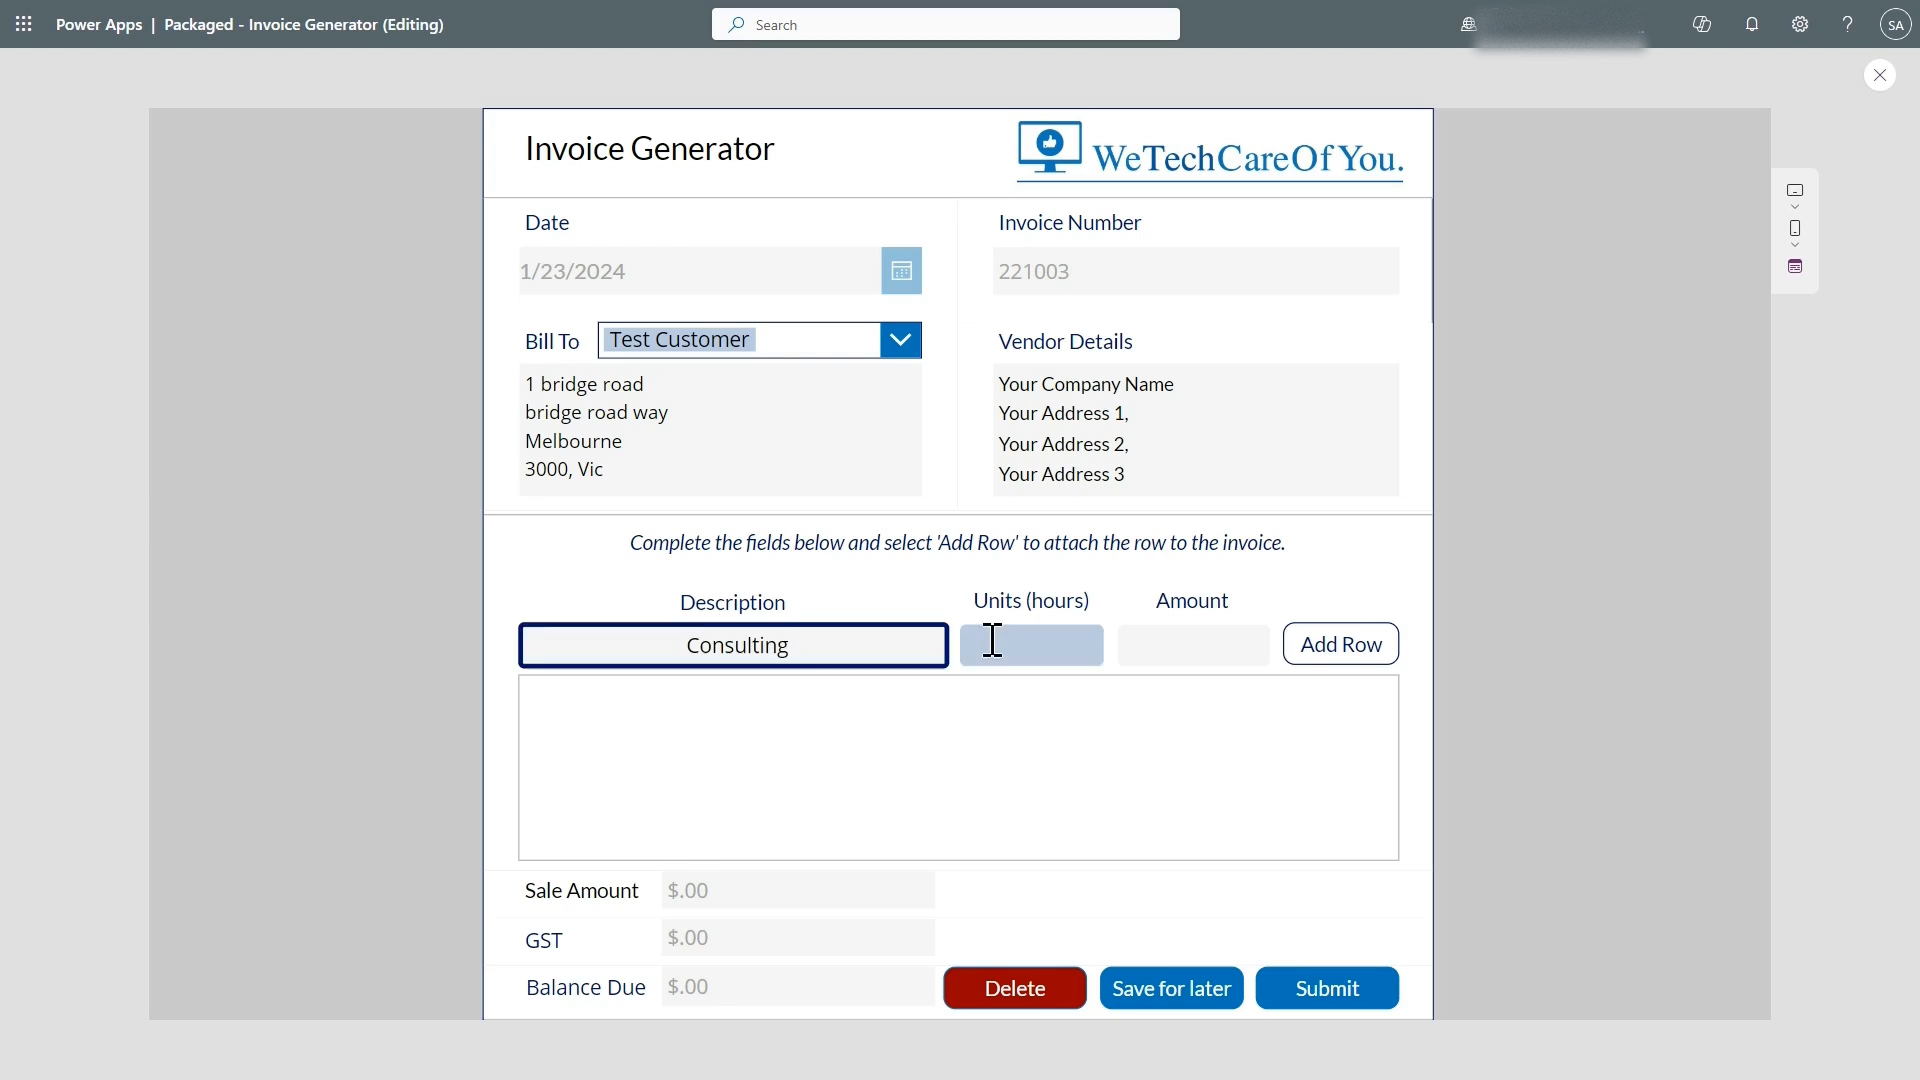 Power Apps | Packaged - Invoice Generator (Editing)
Search
SA
Invoice Generator
WeTechCareOf You.
Date
Invoice Number
1/23/2024
221003
Bill To
Test Customer
Vendor Details
1 bridge road
bridge road way
Melbourne
3000, Vic
Your Company Name
Your Address 1,
Your Address 2,
Your Address 3
Complete the fields below and select 'Add Row' to attach the row to the invoice.
Description
Units (hours)
Amount
Consulting
Add Row
Sale Amount
$.00
GST
$.00
Balance Due
$.00
Delete
Save for later
Submit